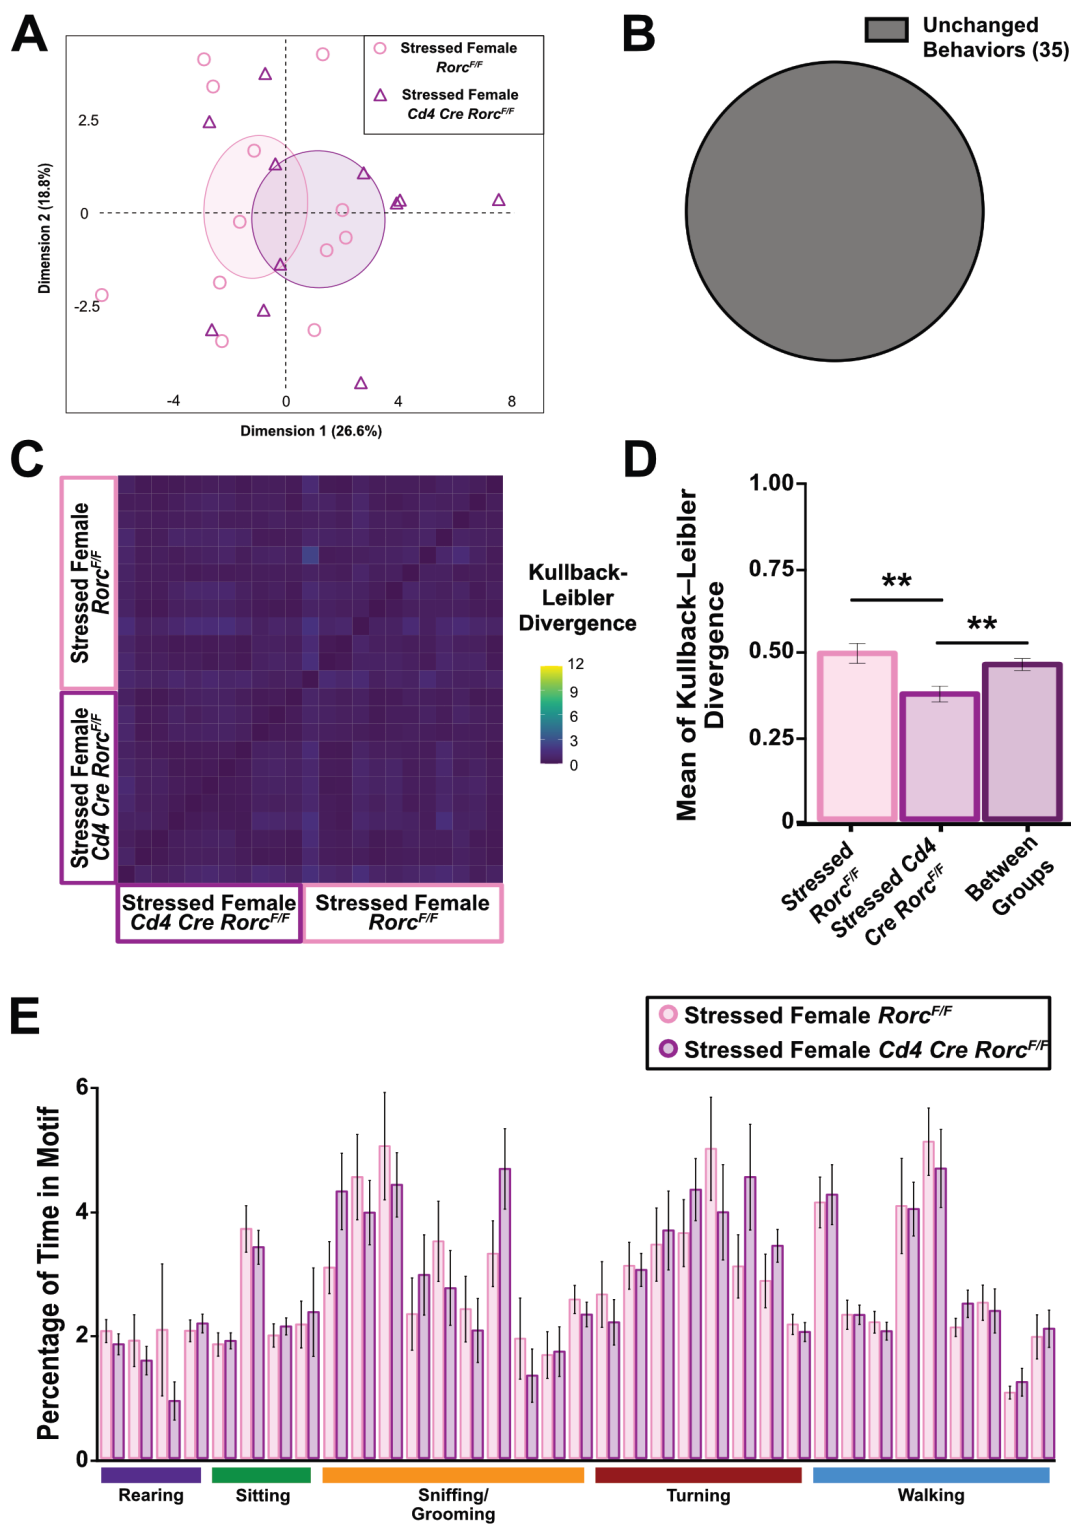 A
Stressed Female
Rorc^F/F
Stressed Female
Cd4 Cre Rorc^F/F
2.5
0
-2.5
-4
0
4
8
Dimension 2 (18.8%)
Dimension 1 (26.6%)
B
Unchanged
Behaviors (35)
C
Stressed Female
Rorc^F/F
Stressed Female
Cd4 Cre Rorc^F/F
Stressed Female
Cd4 Cre Rorc^F/F
Stressed Female
Rorc^F/F
Kullback-
Leibler
Divergence
12
9
6
3
0
D
Mean of Kullback–Leibler
Divergence
1.00
0.75
0.50
0.25
0
**
**
Stressed
Rorc^F/F
Stressed Cd4
Cre Rorc^F/F
Between
Groups
E
Stressed Female Rorc^F/F
Stressed Female Cd4 Cre Rorc^F/F
Percentage of Time in Motif
6
4
2
0
Rearing
Sitting
Sniffing/
Grooming
Turning
Walking